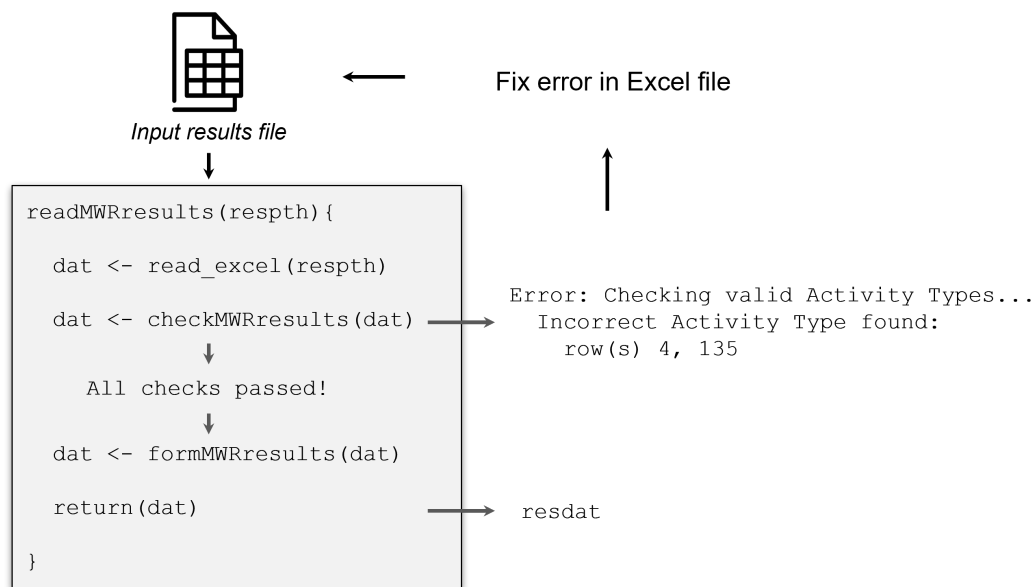 Fix error in Excel file
Input results file
readMWRresults(respth){
dat <- read_excel(respth)
dat <- checkMWRresults(dat)
All checks passed!
dat <- formMWRresults(dat)
return(dat)
}
Error: Checking valid Activity Types...
Incorrect Activity Type found:
row(s) 4, 135
resdat